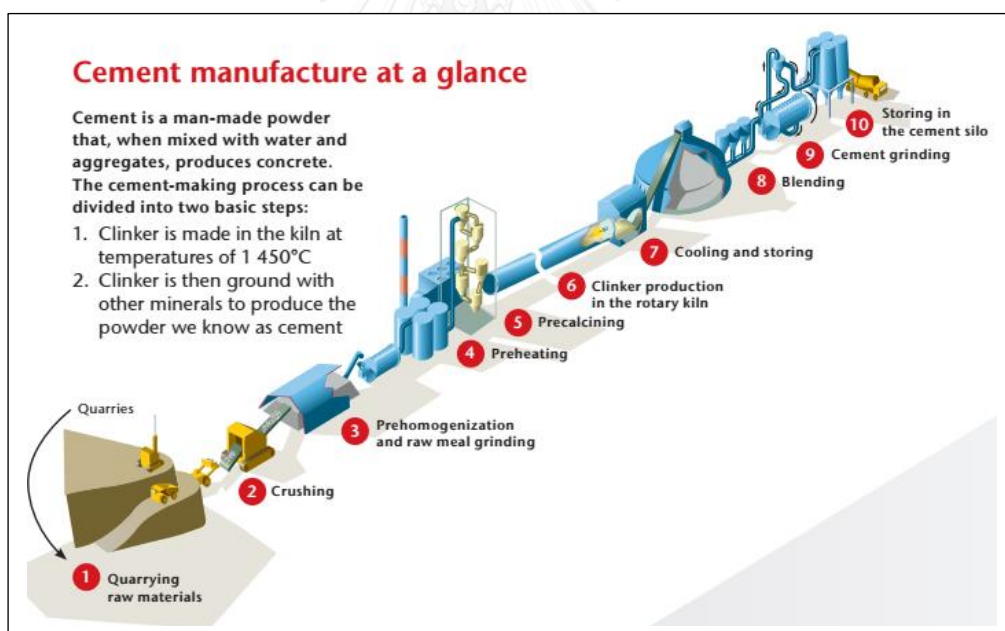 Cement manufacture at a glance
Cement is a man-made powder
that, when mixed with water and
aggregates, produces concrete.
The cement-making process can be
divided into two basic steps:
1. Clinker is made in the kiln at
temperatures of 1 450°C
2. Clinker is then ground with
other minerals to produce the
powder we know as cement
Quarries
1 Quarrying
raw materials
2 Crushing
3 Prehomogenization
and raw meal grinding
4 Preheating
5 Precalcining
6 Clinker production
in the rotary kiln
7 Cooling and storing
8 Blending
9 Cement grinding
10 Storing in
the cement silo